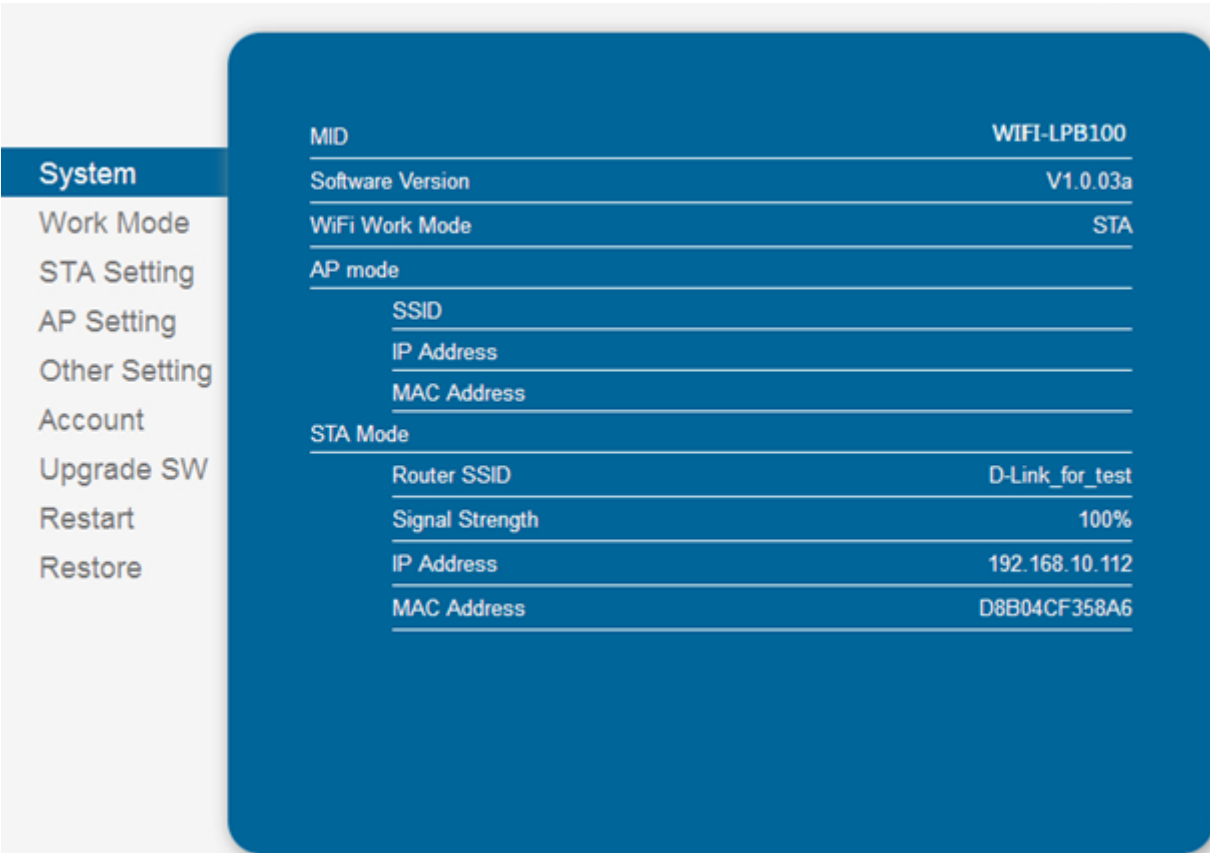 System
Work Mode
STA Setting
AP Setting
Other Setting
Account
Upgrade SW
Restart
Restore
MID WIFI-LPB100
Software Version V1.0.03a
WiFi Work Mode STA
AP mode
SSID
IP Address
MAC Address
STA Mode
Router SSID D-Link_for_test
Signal Strength 100%
IP Address 192.168.10.112
MAC Address D8B04CF358A6